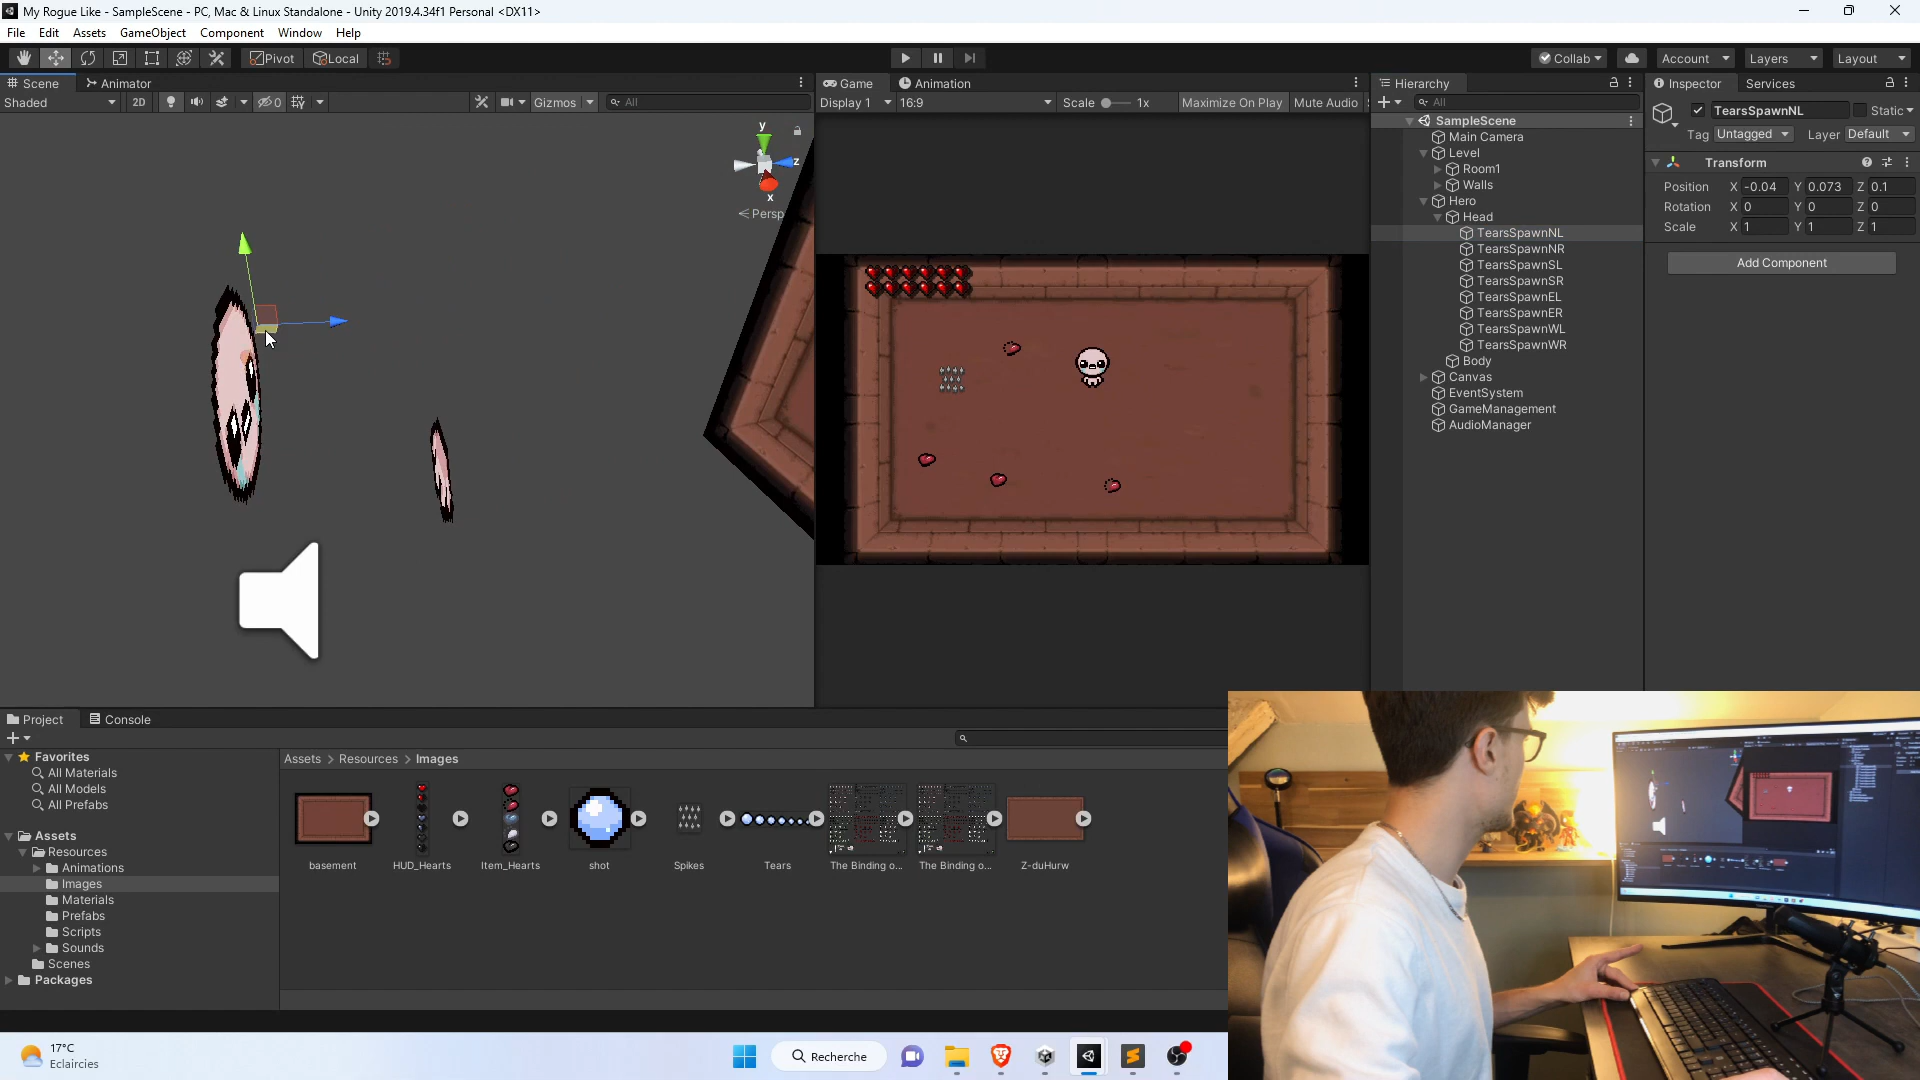 My Rogue Like - SampleScene - PC, Mac & Linux Standalone - Unity 2019.4.34f1 Personal <DX11>
File Edit Assets GameObject Component Window Help
Pivot Local Collab Account Layers Layout
Scene Animator Game Animation Hierarchy Inspector Services
Shaded 2D 0 Gizmos All Display 1 16:9 Scale 1x Maximize On Play Mute Audio All
TearsSpawnNL Static
Tag Untagged Layer Default
Transform
Position X -0.04 Y 0.073 Z 0.1
Rotation X 0 Y 0 Z 0
Scale X 1 Y 1 Z 1
Add Component
y
z
x
Persp
SampleScene
Main Camera
Level
Room1
Walls
Hero
Head
TearsSpawnNL
TearsSpawnNR
TearsSpawnSL
TearsSpawnSR
TearsSpawnEL
TearsSpawnER
TearsSpawnWL
TearsSpawnWR
Body
Canvas
EventSystem
GameManagement
AudioManager
Project Console
Favorites
All Materials
All Models
All Prefabs
Assets
Resources
Animations
Images
Materials
Prefabs
Scripts
Sounds
Scenes
Packages
Assets > Resources > Images
basement HUD_Hearts Item_Hearts shot Spikes Tears The Binding o... The Binding o... Z-duHurw
17°C
Eclaircies
Recherche